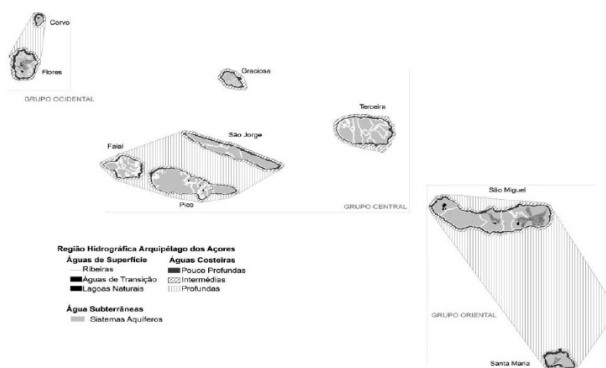 Corvo
Flores
GRUPO OCIDENTAL
Graciosa
Terceira
São Jorge
Faial
Pico
GRUPO CENTRAL
São Miguel
GRUPO ORIENTAL
Santa Maria
Região Hidrográfica Arquipélago dos Açores
Águas de Superfície Águas Costeiras
Ribeiras Pouco Profundas
Águas de Transição Intermédias
Lagoas Naturais Profundas
Água Subterrâneas
Sistemas Aquíferos